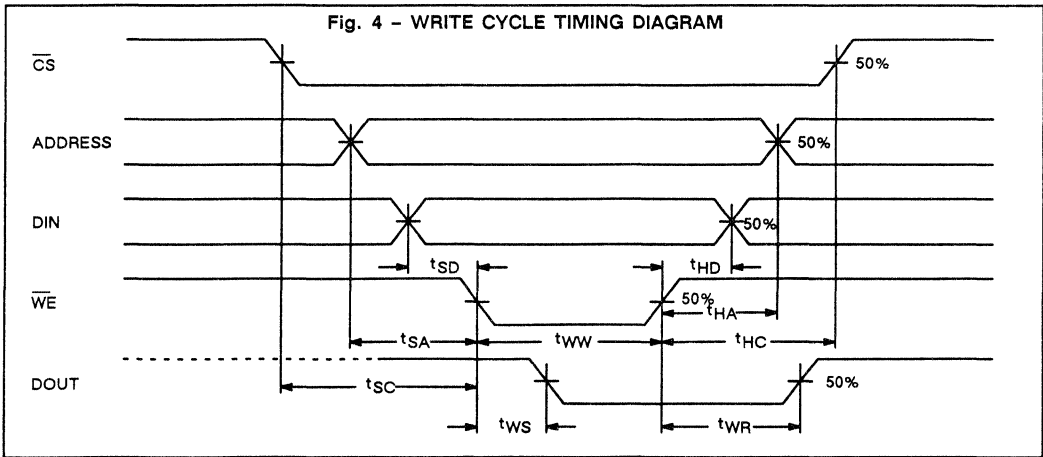 Fig. 4 – WRITE CYCLE TIMING DIAGRAM
CS
50%
ADDRESS
50%
DIN
50%
tSD
tHD
WE
50%
tHA
tSA
tWW
tHC
DOUT
tSC
50%
tWS
tWR